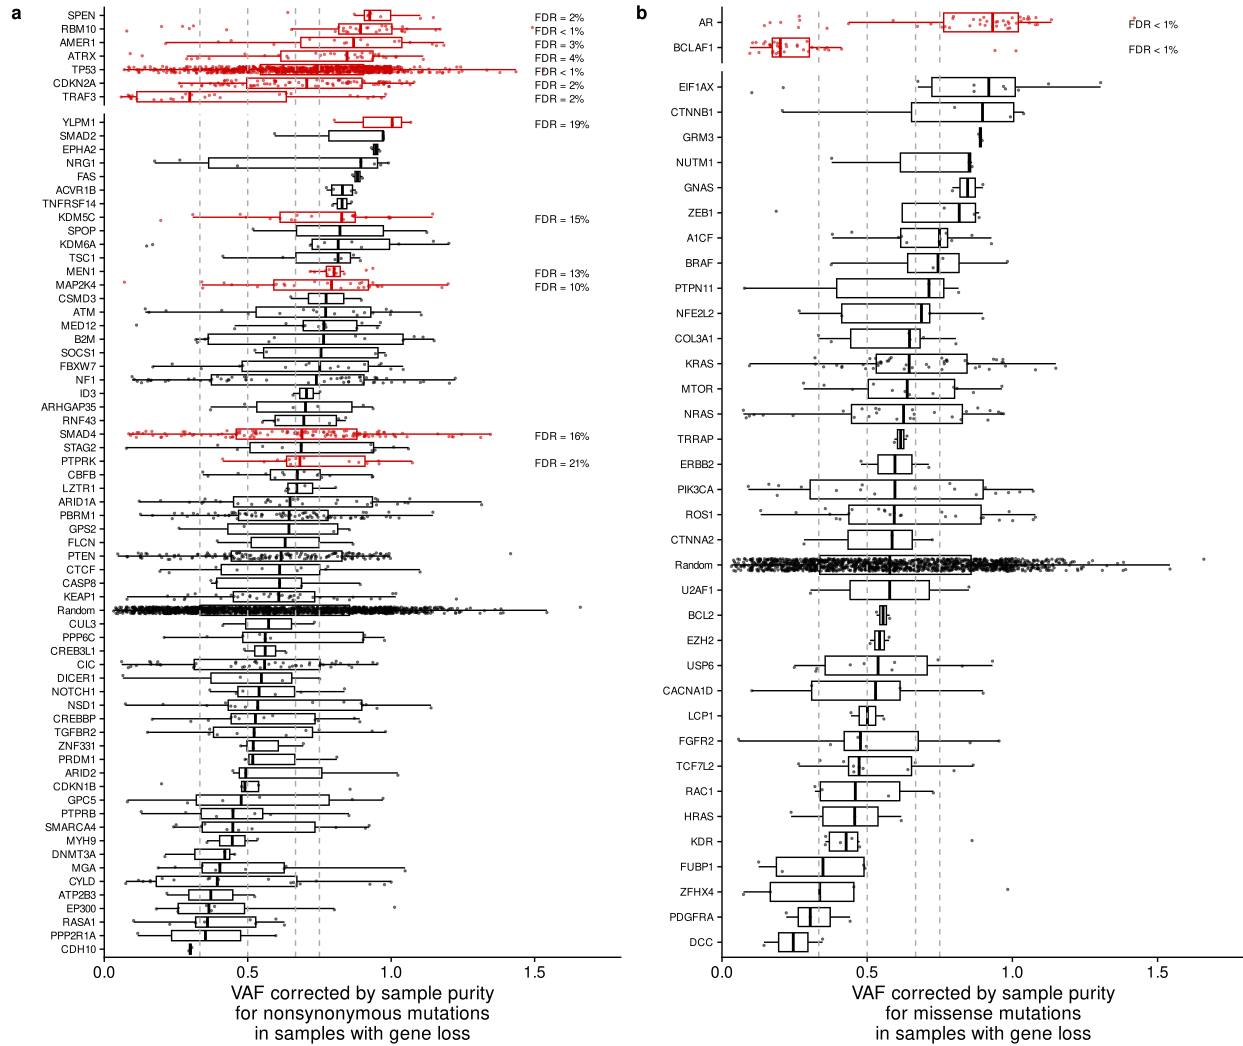 a
SPEN
FDR = 2%
RBM10
FDR < 1%
AMER1
FDR = 3%
ATRX
FDR = 4%
TP53
FDR < 1%
CDKN2A
FDR = 2%
TRAF3
FDR = 2%
YLPM1
FDR = 19%
SMAD2
EPHA2
NRG1
FAS
ACVR1B
TNFRSF14
KDM5C
FDR = 15%
SPOP
KDM6A
TSC1
MEN1
FDR = 13%
MAP2K4
FDR = 10%
CSMD3
ATM
MED12
B2M
SOCS1
FBXW7
NF1
ID3
ARHGAP35
RNF43
SMAD4
FDR = 16%
STAG2
PTPRK
FDR = 21%
CBFB
LZTR1
ARID1A
PBRM1
GPS2
FLCN
PTEN
CTCF
CASP8
KEAP1
Random
CUL3
PPP6C
CREB3L1
CIC
DICER1
NOTCH1
NSD1
CREBBP
TGFBR2
ZNF331
PRDM1
ARID2
CDKN1B
GPC5
PTPRB
SMARCA4
MYH9
DNMT3A
MGA
CYLD
ATP2B3
EP300
RASA1
PPP2R1A
CDH10
0.0 0.5 1.0 1.5
VAF corrected by sample purity
for nonsynonymous mutations
in samples with gene loss
b
AR
FDR < 1%
BCLAF1
FDR < 1%
EIF1AX
CTNNB1
GRM3
NUTM1
GNAS
ZEB1
A1CF
BRAF
PTPN11
NFE2L2
COL3A1
KRAS
MTOR
NRAS
TRRAP
ERBB2
PIK3CA
ROS1
CTNNA2
Random
U2AF1
BCL2
EZH2
USP6
CACNA1D
LCP1
FGFR2
TCF7L2
RAC1
HRAS
KDR
FUBP1
ZFHX4
PDGFRA
DCC
0.0 0.5 1.0 1.5
VAF corrected by sample purity
for missense mutations
in samples with gene loss